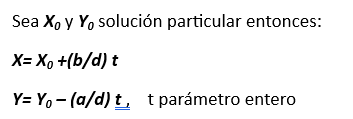 Sea X₀ y Y₀ solución particular entonces:
X= X₀ +(b/d) t
Y= Y₀ – (a/d) t , t parámetro entero